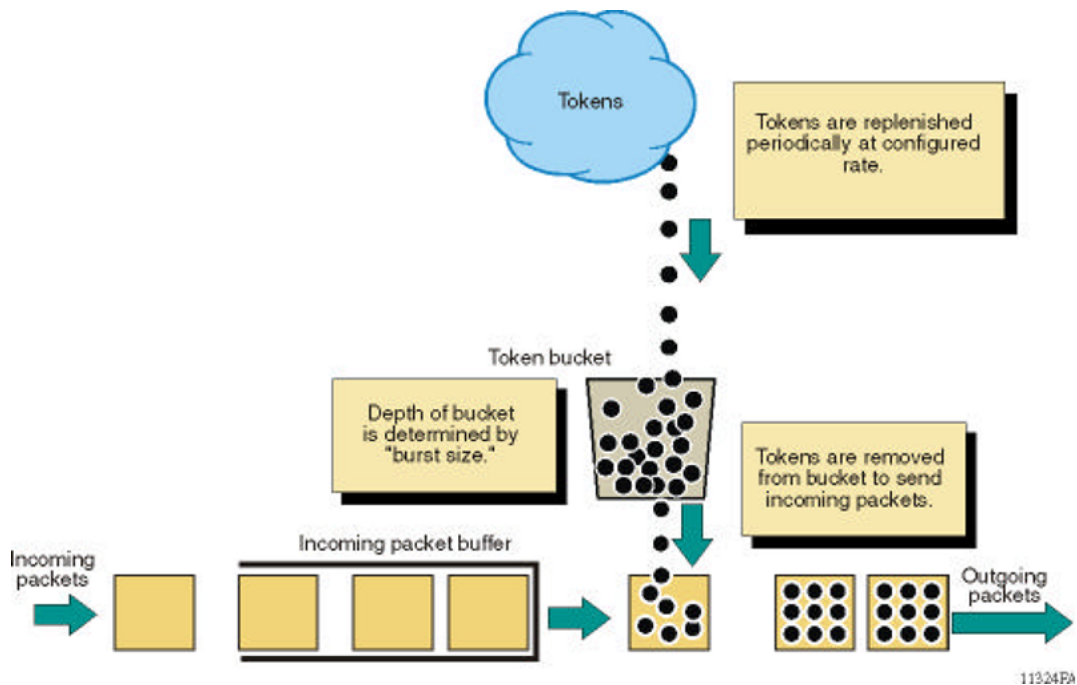 Tokens
Tokens are replenished
periodically at configured
rate.
Token bucket
Depth of bucket
is determined by
"burst size."
Tokens are removed
from bucket to send
incoming packets.
Incoming packet buffer
Incoming
packets
Outgoing
packets
11324FA